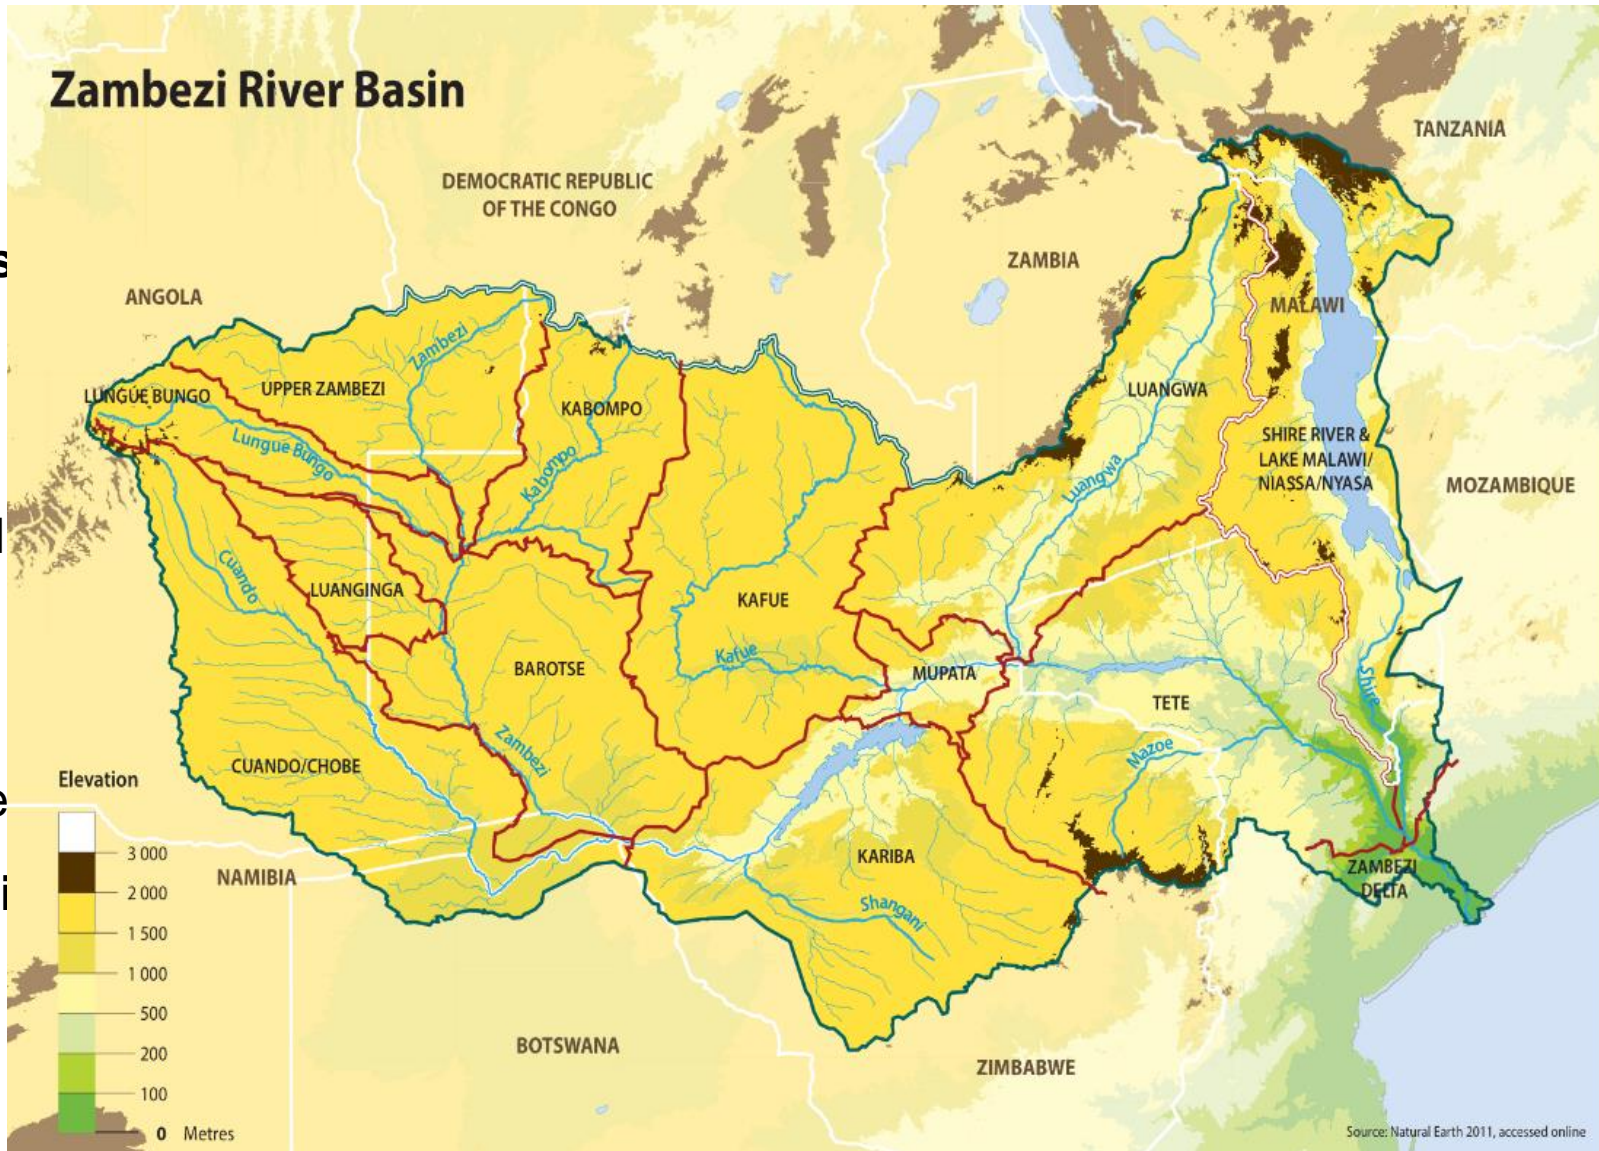 Zambezi River Basin
TANZANIA
DEMOCRATIC REPUBLIC
OF THE CONGO
ZAMBIA
ANGOLA
MALAWI
Zambezi
LUNGÚE BUNGO
UPPER ZAMBEZI
KABOMPO
LUANGWA
Lungue Bungo
Kabompo
Luangwa
SHIRE RIVER &
LAKE MALAWI/
NIASSA/NYASA
MOZAMBIQUE
Cuando
LUANGINGA
KAFUE
Kafue
BAROTSE
MUPATA
TETE
Shire
Zambezi
Mazoe
CUANDO/CHOBE
KARIBA
Shangani
ZAMBEZI
DELTA
NAMIBIA
BOTSWANA
ZIMBABWE
Elevation
3 000
2 000
1 500
1 000
500
200
100
0 Metres
Source: Natural Earth 2011, accessed online